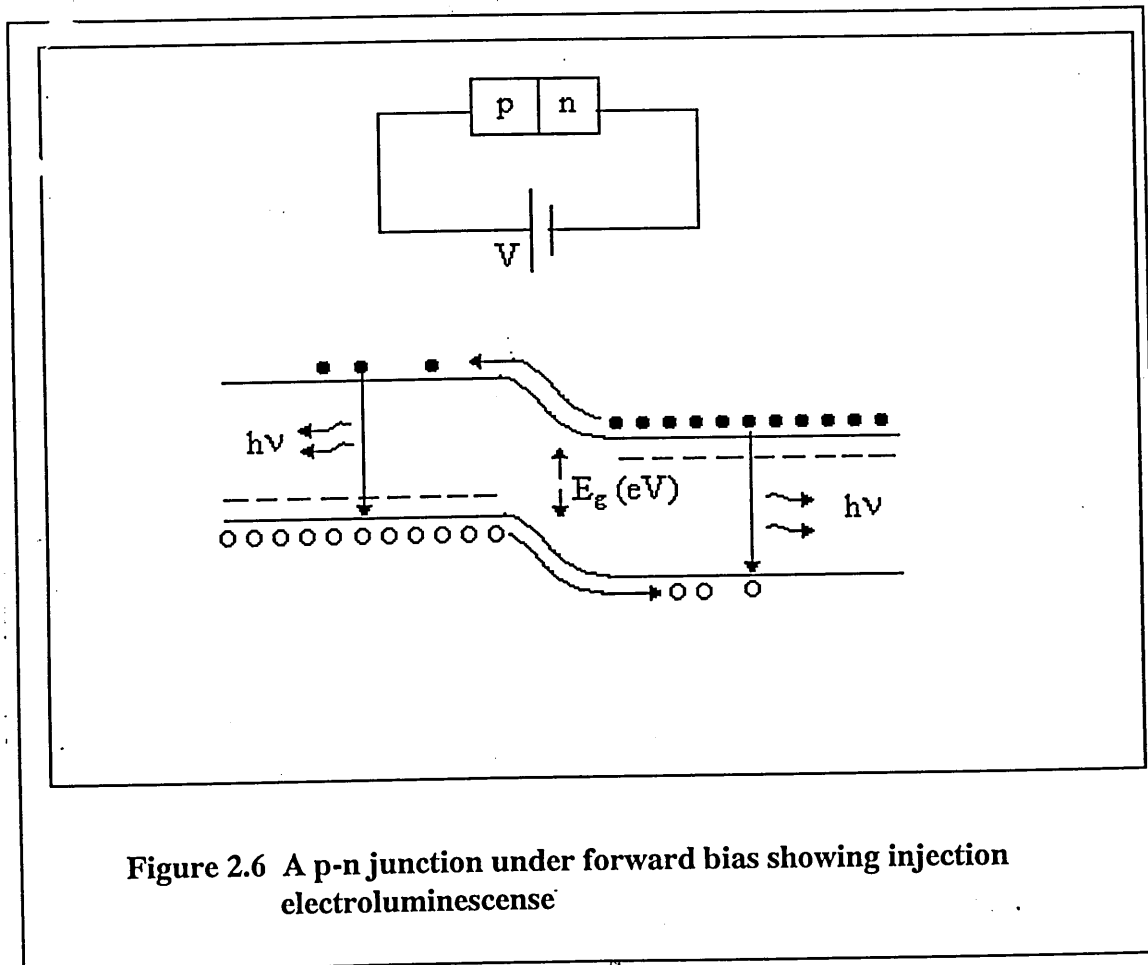 p n
V
hν
E_g (eV)
hν
Figure 2.6 A p-n junction under forward bias showing injection
electroluminescense